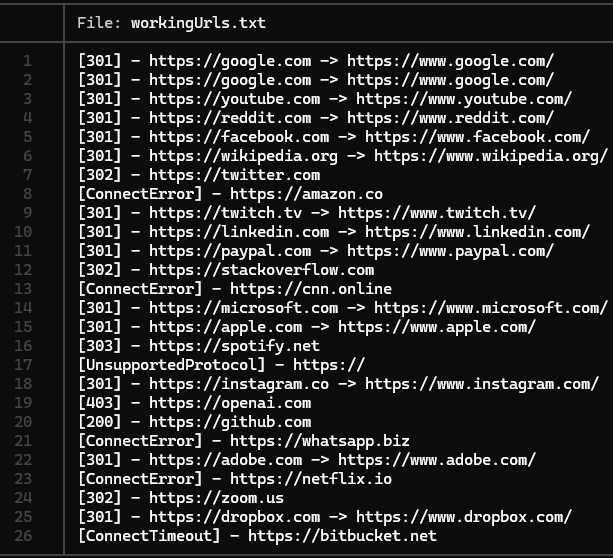 File: workingUrls.txt
1 [301] - https://google.com -> https://www.google.com/
2 [301] - https://google.com -> https://www.google.com/
3 [301] - https://youtube.com -> https://www.youtube.com/
4 [301] - https://reddit.com -> https://www.reddit.com/
5 [301] - https://facebook.com -> https://www.facebook.com/
6 [301] - https://wikipedia.org -> https://www.wikipedia.org/
7 [302] - https://twitter.com
8 [ConnectError] - https://amazon.co
9 [301] - https://twitch.tv -> https://www.twitch.tv/
10 [301] - https://linkedin.com -> https://www.linkedin.com/
11 [301] - https://paypal.com -> https://www.paypal.com/
12 [302] - https://stackoverflow.com
13 [ConnectError] - https://cnn.online
14 [301] - https://microsoft.com -> https://www.microsoft.com/
15 [301] - https://apple.com -> https://www.apple.com/
16 [303] - https://spotify.net
17 [UnsupportedProtocol] - https://
18 [301] - https://instagram.co -> https://www.instagram.com/
19 [403] - https://openai.com
20 [200] - https://github.com
21 [ConnectError] - https://whatsapp.biz
22 [301] - https://adobe.com -> https://www.adobe.com/
23 [ConnectError] - https://netflix.io
24 [302] - https://zoom.us
25 [301] - https://dropbox.com -> https://www.dropbox.com/
26 [ConnectTimeout] - https://bitbucket.net